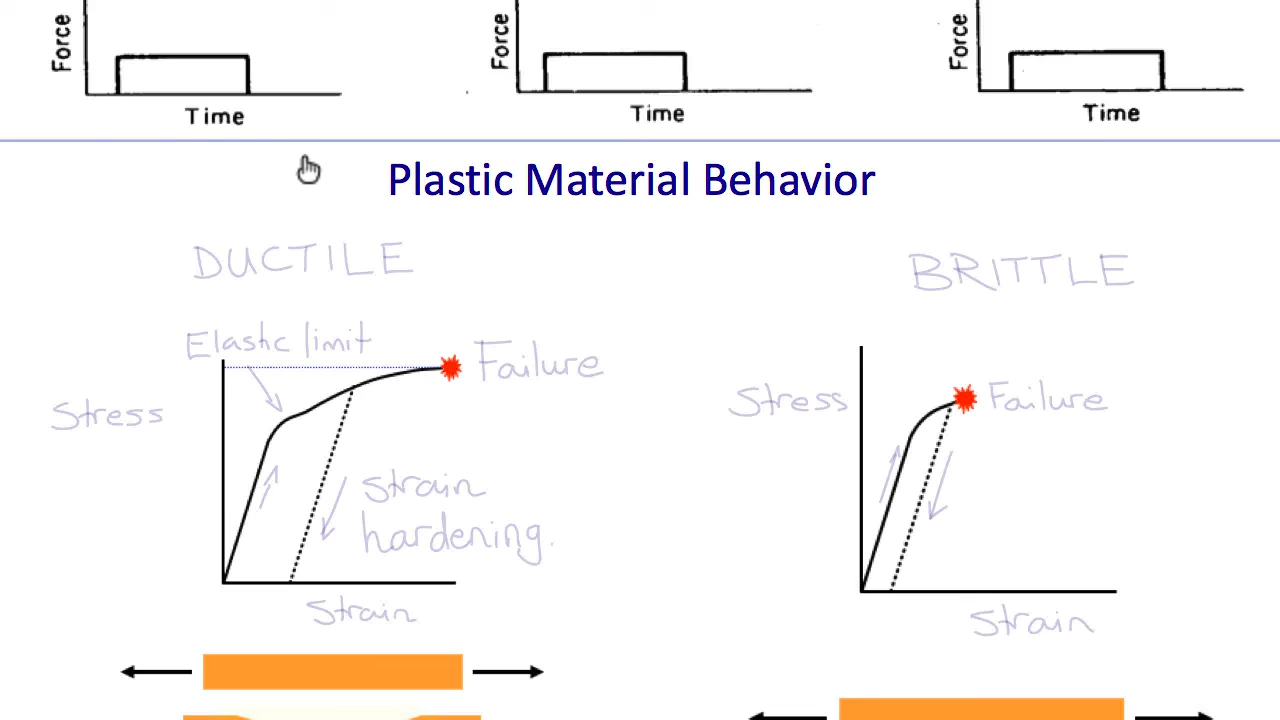 Force
Time
Force
Time
Force
Time
Plastic Material Behavior
DUCTILE
BRITTLE
Elastic limit
Failure
Stress
Strain
hardening.
Strain
Stress
Failure
Strain